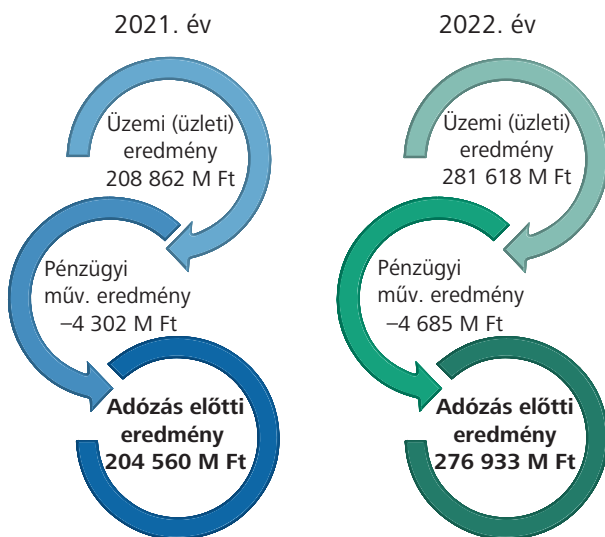 2021. év
Üzemi (üzleti)
eredmény
208 862 M Ft
Pénzügyi
műv. eredmény
–4 302 M Ft
Adózás előtti
eredmény
204 560 M Ft
2022. év
Üzemi (üzleti)
eredmény
281 618 M Ft
Pénzügyi
műv. eredmény
–4 685 M Ft
Adózás előtti
eredmény
276 933 M Ft